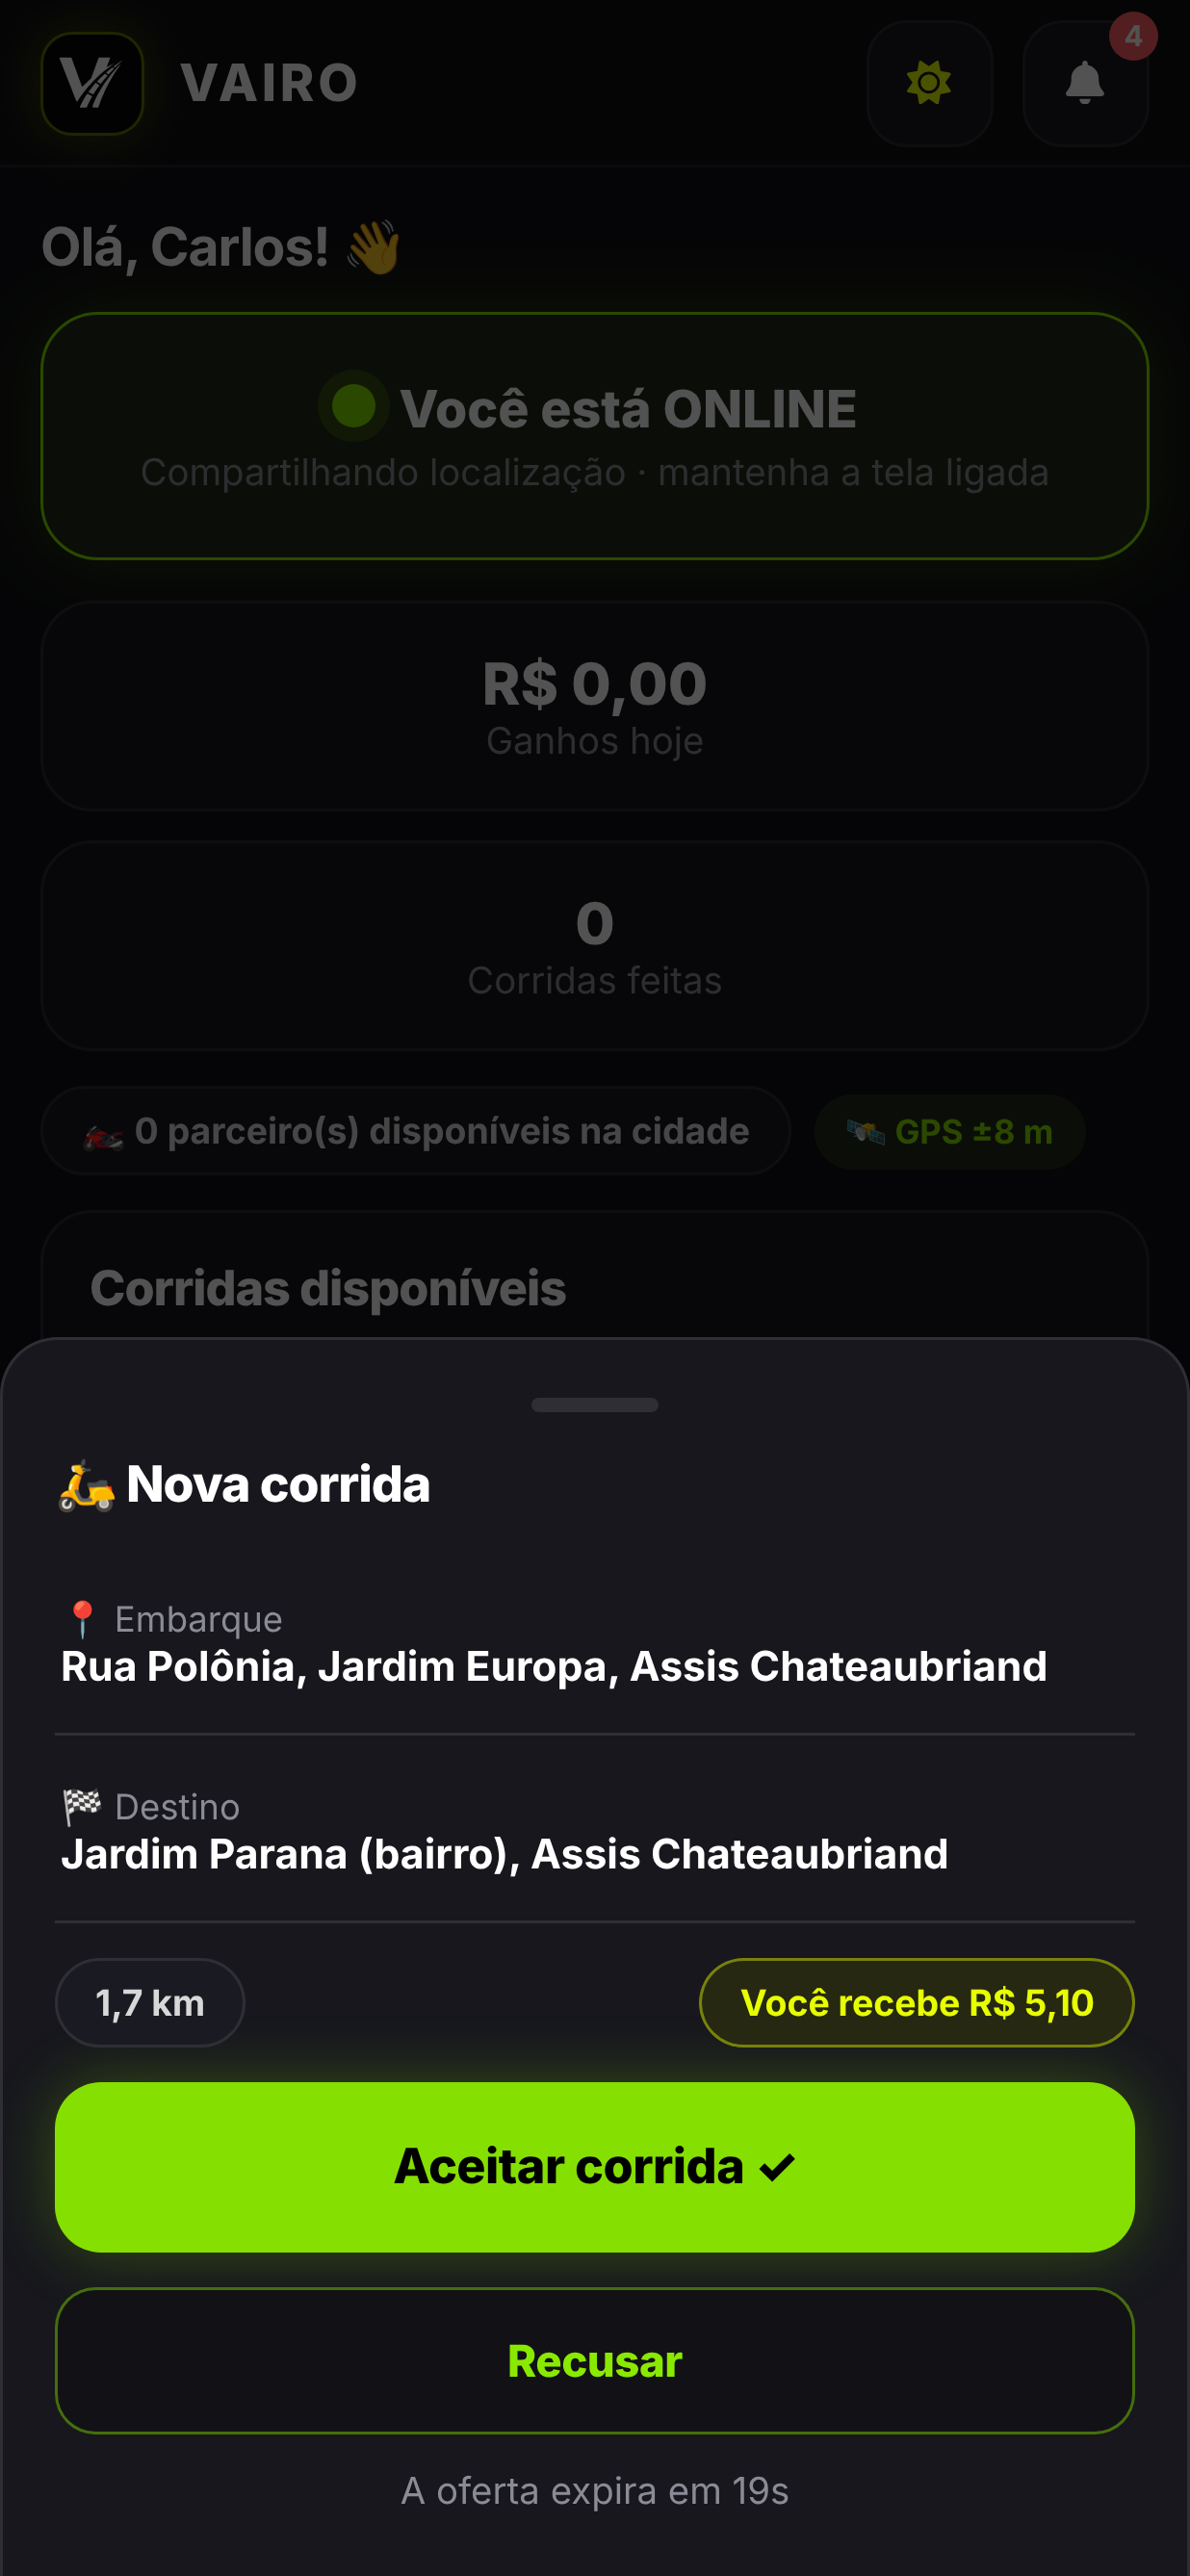 VAIRO
4
Olá, Carlos! 👋
Você está ONLINE
Compartilhando localização · mantenha a tela ligada
R$ 0,00
Ganhos hoje
0
Corridas feitas
🏍️ 0 parceiro(s) disponíveis na cidade
🛰️ GPS ±8 m
Corridas disponíveis
🛵 Nova corrida
📍 Embarque
Rua Polônia, Jardim Europa, Assis Chateaubriand
🏁 Destino
Jardim Parana (bairro), Assis Chateaubriand
1,7 km
Você recebe R$ 5,10
Aceitar corrida ✓
Recusar
A oferta expira em 19s